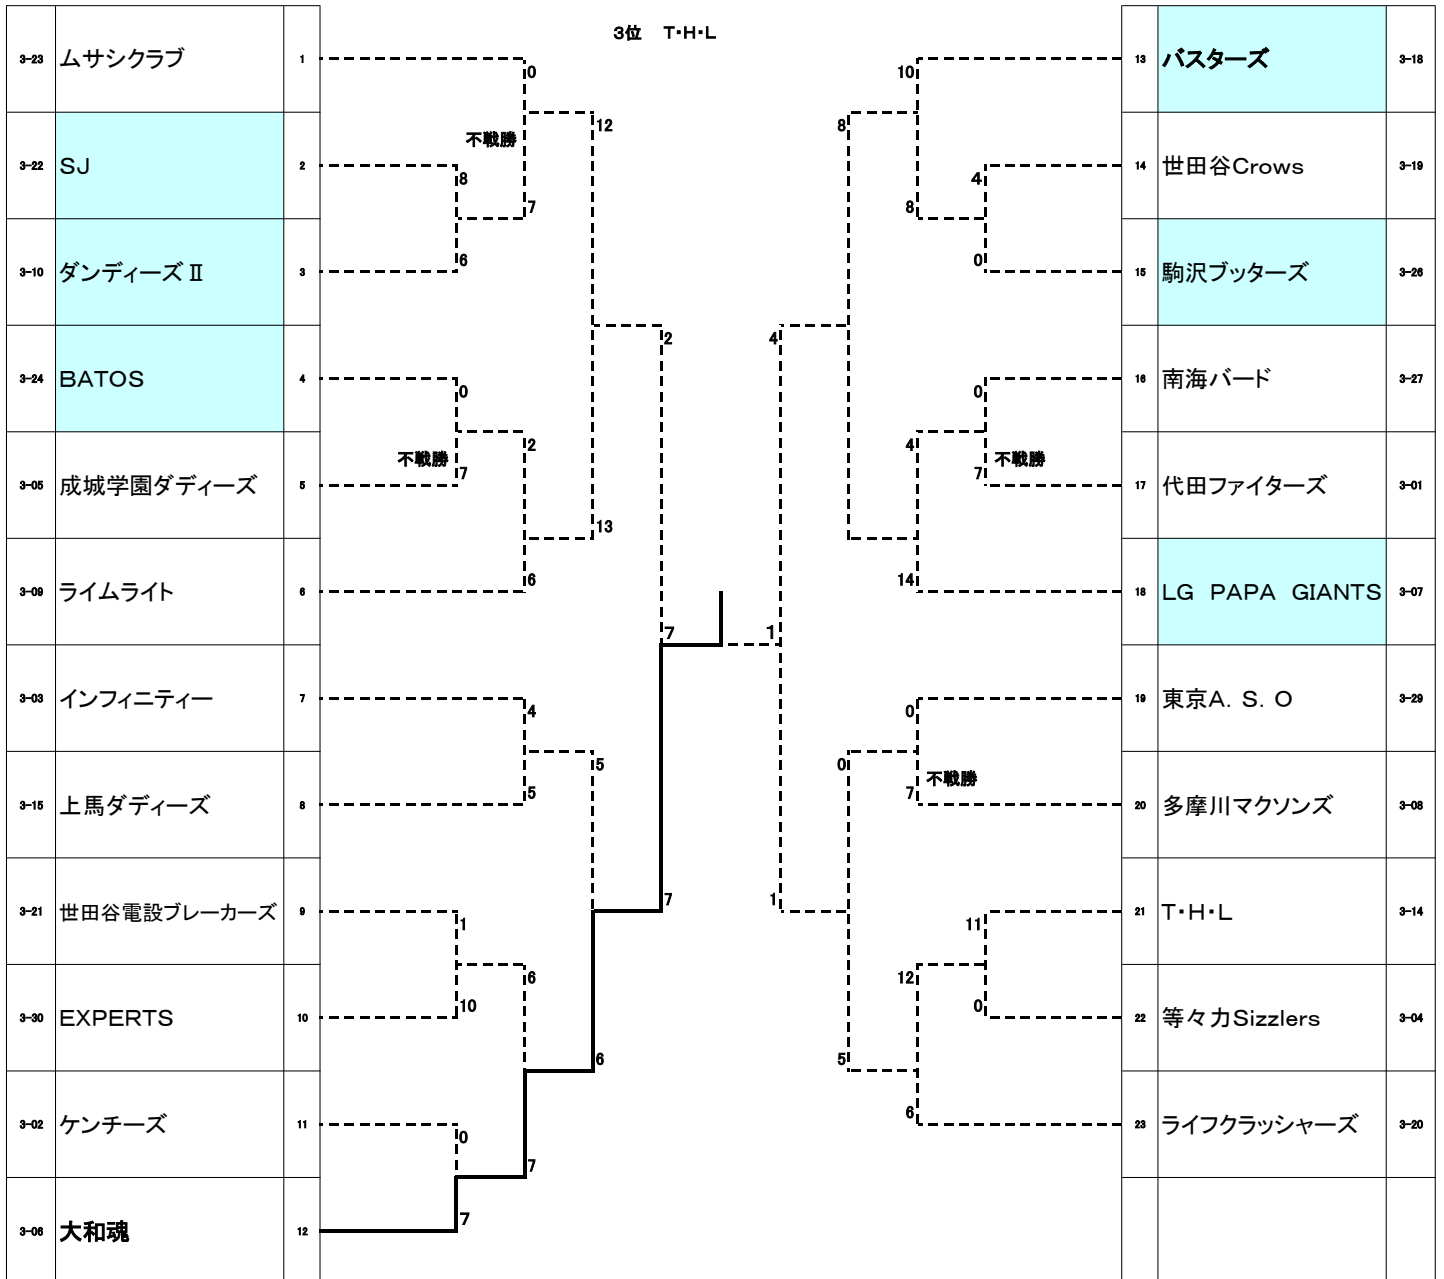 3位 T・H・L
3-23 ムサシクラブ 1
3-22 SJ 2
3-10 ダンディーズⅡ 3
3-24 BATOS 4
3-05 成城学園ダディーズ 5
3-09 ライムライト 6
3-03 インフィニティー 7
3-15 上馬ダディーズ 8
3-21 世田谷電設ブレーカーズ 9
3-30 EXPERTS 10
3-02 ケンチーズ 11
3-06 大和魂 12
0
12
不戦勝
8
7
6
2
0
2
不戦勝
7
13
6
7
4
5
5
7
1
6
10
6
0
7
7
10
8
4
8
0
4
0
4
不戦勝
7
14
1
0
0
不戦勝
7
1
11
12
0
5
6
13 バスターズ 3-18
14 世田谷Crows 3-19
15 駒沢ブッターズ 3-26
16 南海バード 3-27
17 代田ファイターズ 3-01
18 LG PAPA GIANTS 3-07
19 東京A．S．O 3-29
20 多摩川マクソンズ 3-08
21 T・H・L 3-14
22 等々力Sizzlers 3-04
23 ライフクラッシャーズ 3-20